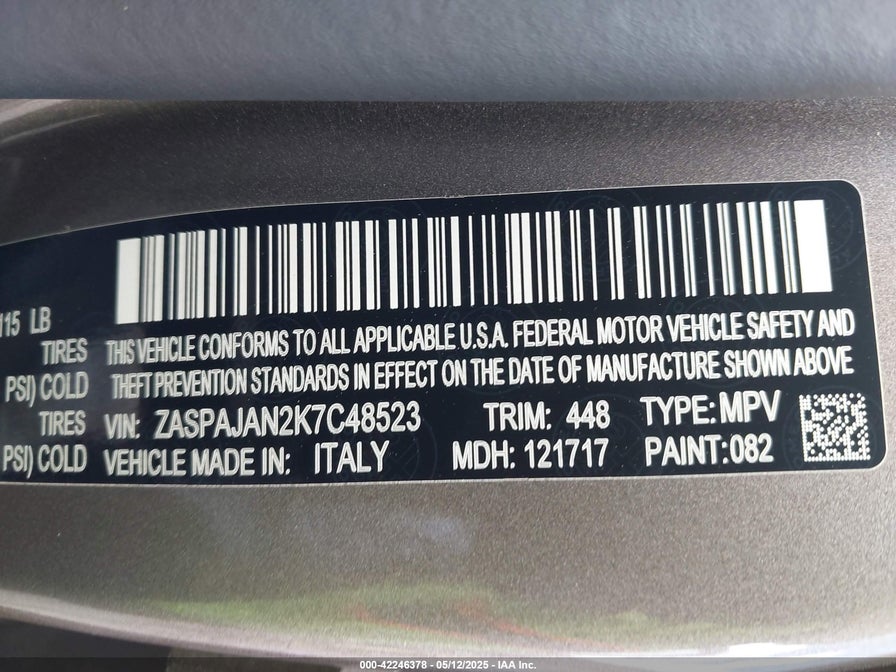 115 LB
TIRES
PSI) COLD
TIRES
PSI) COLD
THIS VEHICLE CONFORMS TO ALL APPLICABLE U.S.A. FEDERAL MOTOR VEHICLE SAFETY AND
THEFT PREVENTION STANDARDS IN EFFECT ON THE DATE OF MANUFACTURE SHOWN ABOVE
VIN: ZASPAJAN2K7C48523 TRIM: 448 TYPE: MPV
VEHICLE MADE IN: ITALY MDH: 121717 PAINT: 082
000-42246378 - 05/12/2025 - IAA Inc.